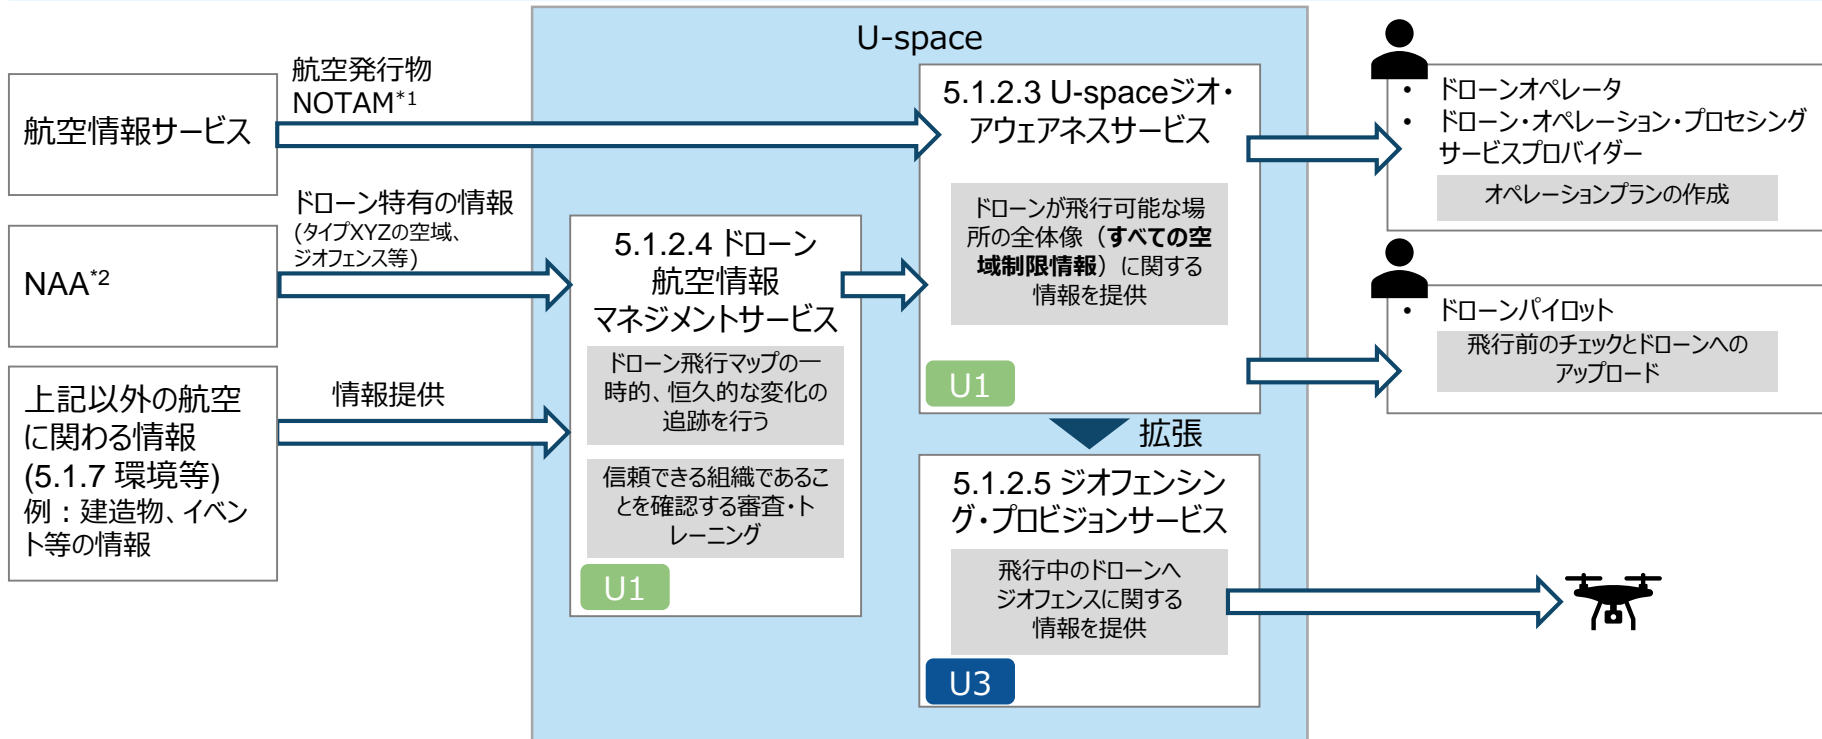 U-space
航空情報サービス
航空発行物
NOTAM*1
NAA*2
ドローン特有の情報
(タイプXYZの空域、
ジオフェンス等)
上記以外の航空
に関わる情報
(5.1.7 環境等)
例：建造物、イベン
ト等の情報
情報提供
5.1.2.4 ドローン
航空情報
マネジメントサービス
ドローン飛行マップの一
時的、恒久的な変化の
追跡を行う
信頼できる組織であるこ
とを確認する審査・ト
レーニング
U1
5.1.2.3 U-spaceジオ・
アウェアネスサービス
ドローンが飛行可能な場
所の全体像（すべての空
域制限情報）に関する
情報を提供
U1
拡張
5.1.2.5 ジオフェンシン
グ・プロビジョンサービス
飛行中のドローンへ
ジオフェンスに関する
情報を提供
U3
• ドローンオペレータ
• ドローン・オペレーション・プロセシング
サービスプロバイダー
オペレーションプランの作成
• ドローンパイロット
飛行前のチェックとドローンへの
アップロード